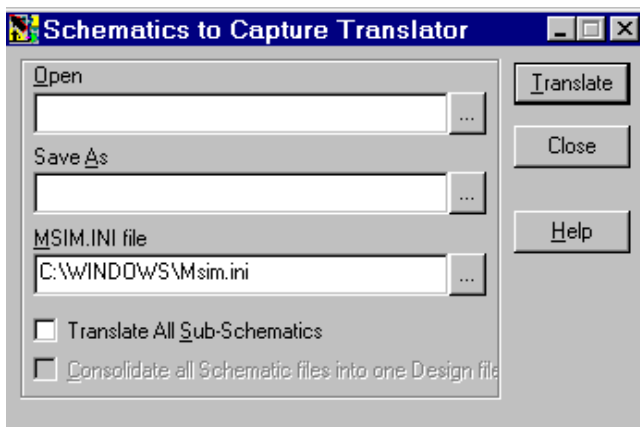 Schematics to Capture Translator
Open
...
Translate
Save As
...
Close
MSIM.INI file
C:\WINDOWS\Msim.ini
...
Help
Translate All Sub-Schematics
Consolidate all Schematic files into one Design file